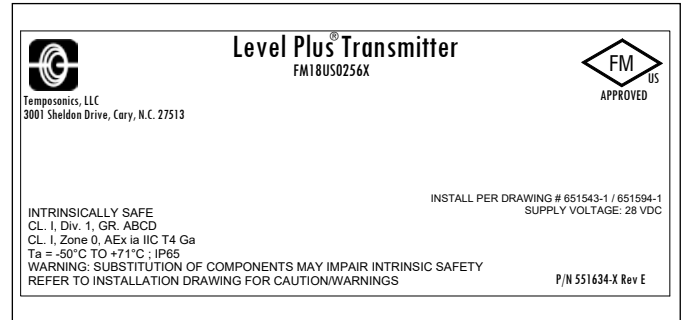 Level Plus® Transmitter
FM18US0256X
FM
US
APPROVED
Temposonics, LLC
3001 Sheldon Drive, Cary, N.C. 27513
INSTALL PER DRAWING # 651543-1 / 651594-1
SUPPLY VOLTAGE: 28 VDC
INTRINSICALLY SAFE
CL. I, Div. 1, GR. ABCD
CL. I, Zone 0, AEx ia IIC T4 Ga
Ta = -50°C TO +71°C ; IP65
WARNING: SUBSTITUTION OF COMPONENTS MAY IMPAIR INTRINSIC SAFETY
REFER TO INSTALLATION DRAWING FOR CAUTION/WARNINGS
P/N 551634-X Rev E